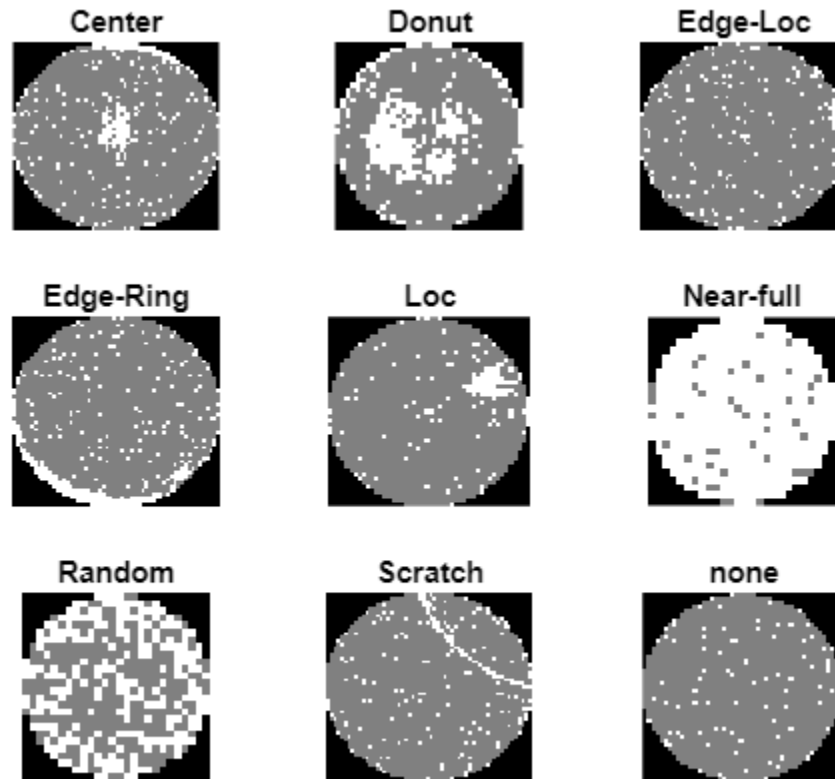 Center
Donut
Edge-Loc
Edge-Ring
Loc
Near-full
Random
Scratch
none